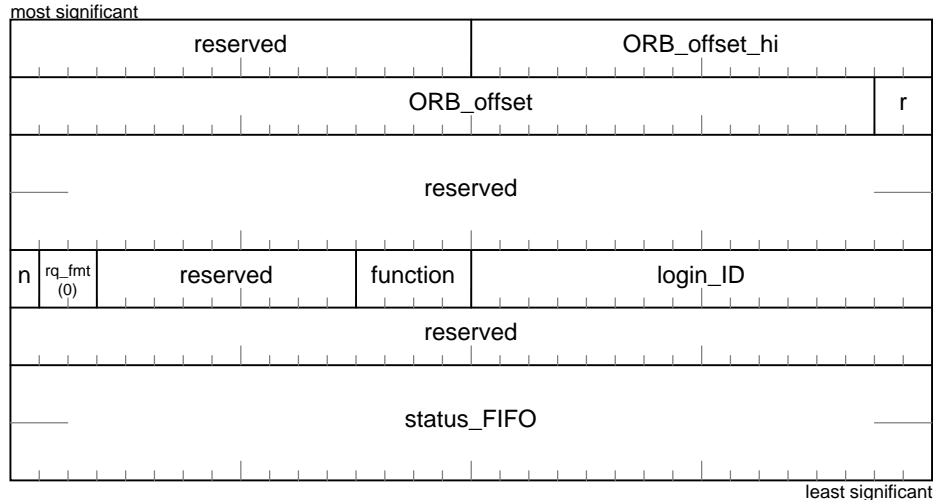 most significant
reserved ORB_offset_hi
ORB_offset r
reserved
n rq_fmt (0) reserved function login_ID
reserved
status_FIFO
least significant